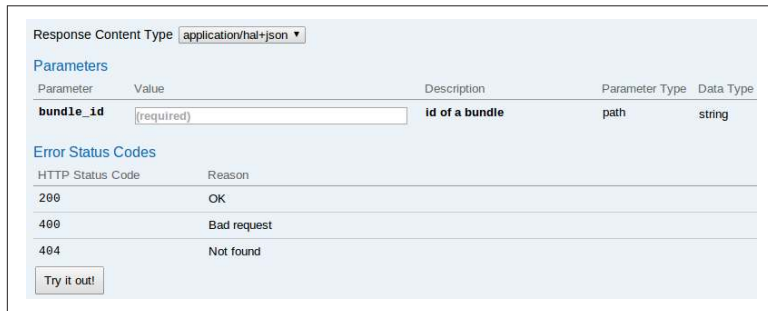 Response Content Type application/hal+json
Parameters
Parameter Value Description Parameter Type Data Type
bundle_id (required) id of a bundle path string
Error Status Codes
HTTP Status Code Reason
200 OK
400 Bad request
404 Not found
Try it out!